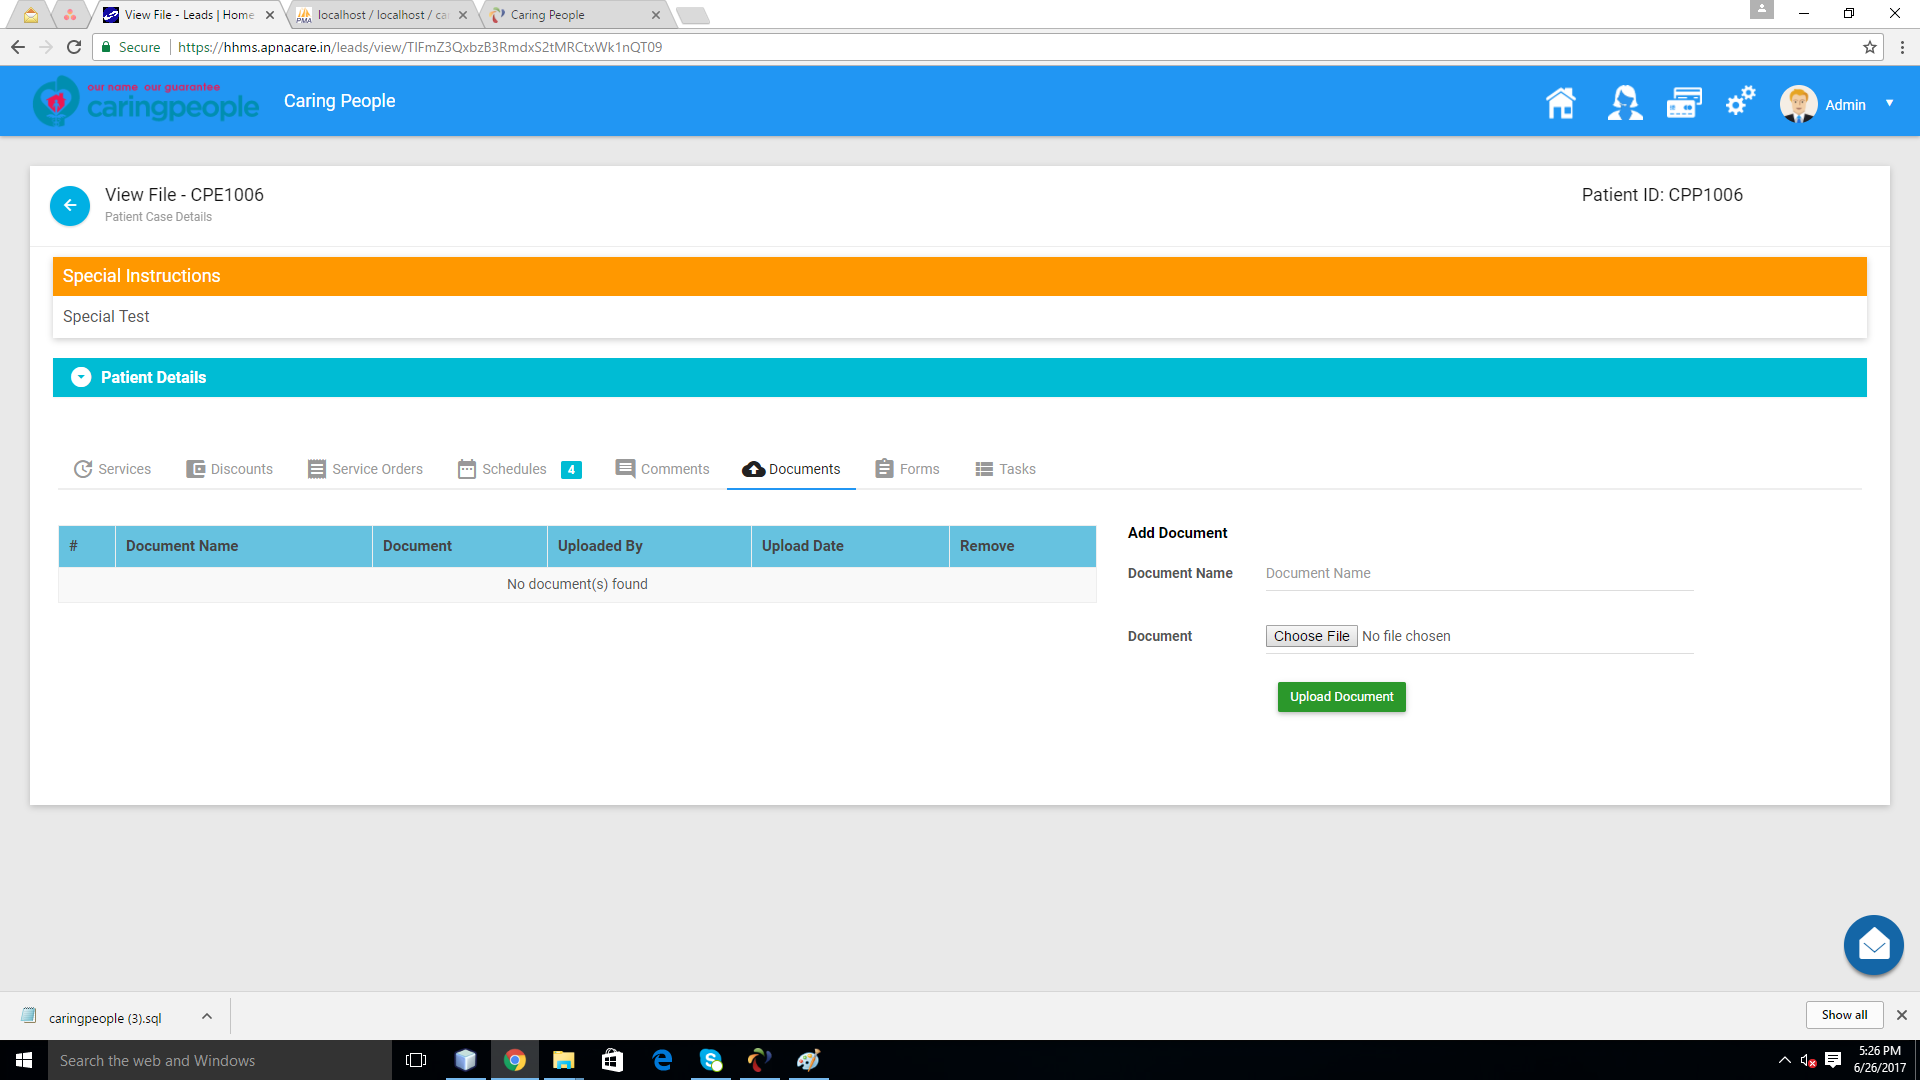 View File - Leads | Home
localhost / localhost / ca
Caring People
Secure https://hhms.apnacare.in/leads/view/TlFmZ3QxbzB3RmdxS2tMRCtxWk1nQT09
our name our guarantee
caringpeople
Caring People
Admin
View File - CPE1006
Patient Case Details
Patient ID: CPP1006
Special Instructions
Special Test
Patient Details
Services
Discounts
Service Orders
Schedules 4
Comments
Documents
Forms
Tasks
# Document Name Document Uploaded By Upload Date Remove
No document(s) found
Add Document
Document Name Document Name
Document Choose File No file chosen
Upload Document
caringpeople (3).sql
Show all
Search the web and Windows
5:26 PM
6/26/2017